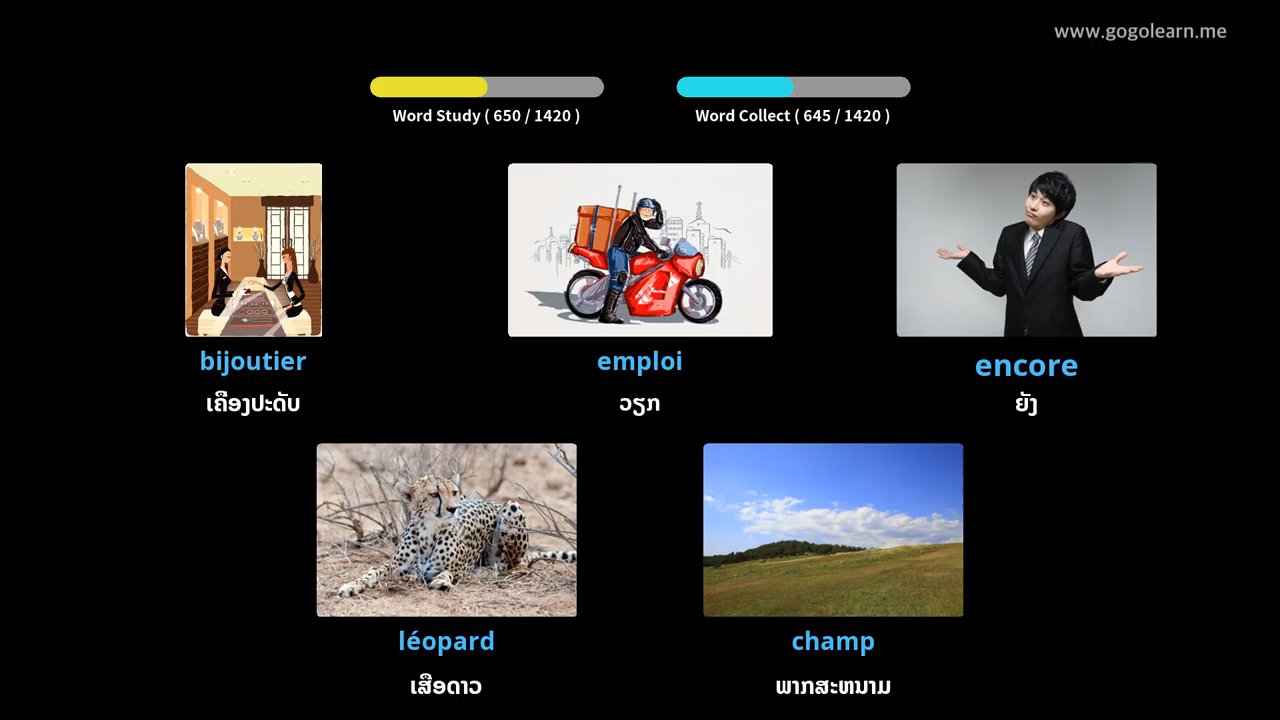 www.gogolearn.me
Word Study ( 650 / 1420 )
Word Collect ( 645 / 1420 )
bijoutier
ເຄືອງປະດັບ
emploi
ວຽກ
encore
ຍັງ
léopard
ເສືອດາວ
champ
ພາກສະຫນາມ